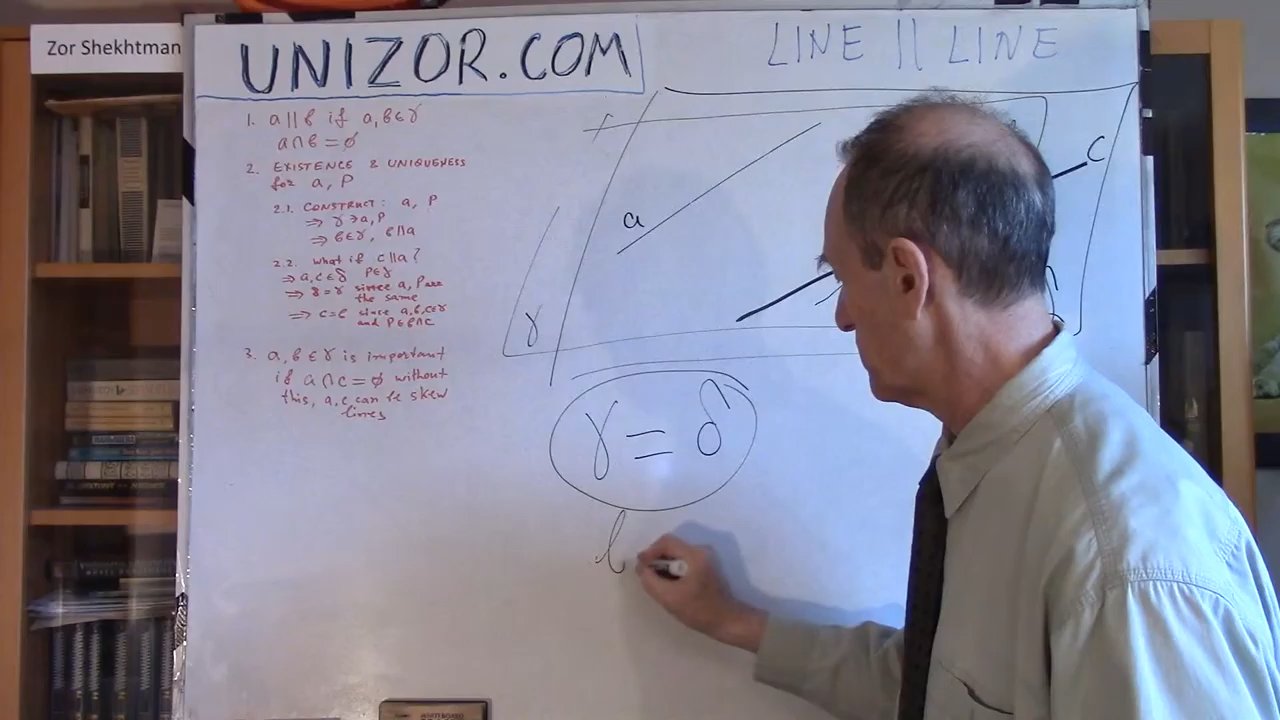 Zor Shekhtman
UNIZOR.COM
LINE || LINE
1. a || b if a, b ∈ γ
a ∩ b = ∅
2. EXISTENCE & UNIQUENESS
for a, P
2.1. CONSTRUCT: a, P
⇒ γ ∋ a, P
⇒ b ∈ γ, b || a
2.2. what if c || a?
⇒ a, c ∈ δ P ∈ γ
⇒ δ = γ since a, P are
the same
⇒ c = b since a, b, c ∈ γ
and P ∈ b ∩ c
3. a, b ∈ γ is important
if a ∩ c = ∅ without
this, a, c can be skew
lines
a
c
γ
γ = δ
b